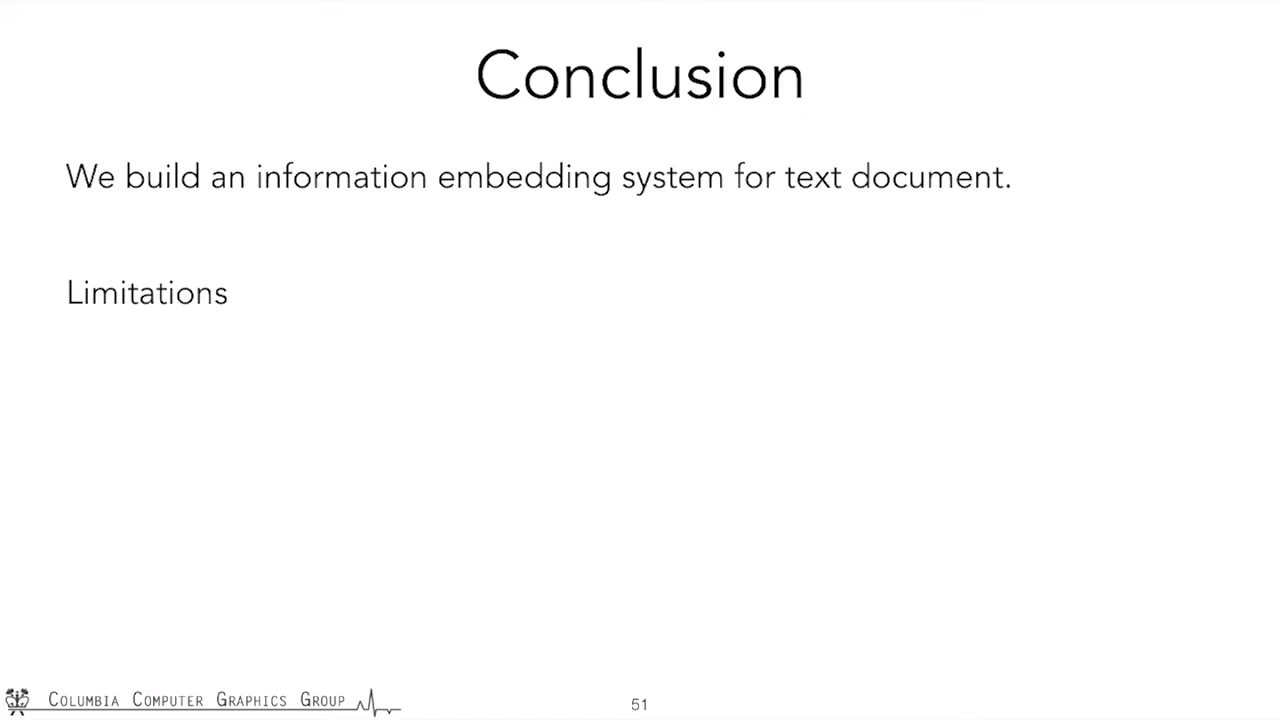 Conclusion
We build an information embedding system for text document.
Limitations
Columbia Computer Graphics Group
51